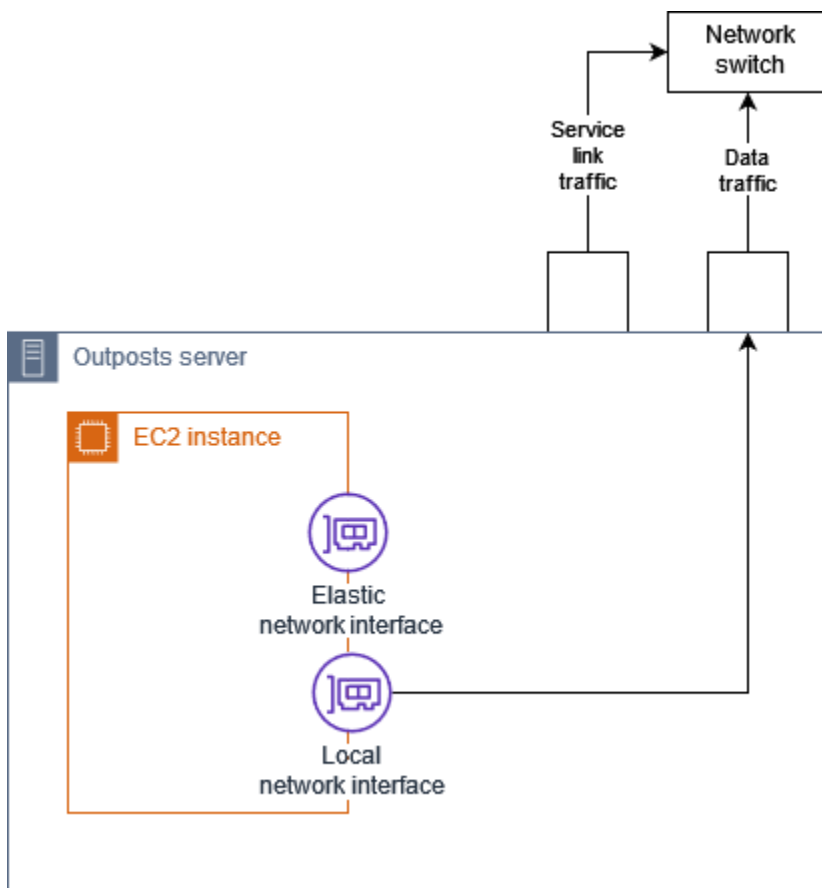 Network
switch
Service
link
traffic
Data
traffic
Outposts server
EC2 instance
Elastic
network interface
Local
network interface